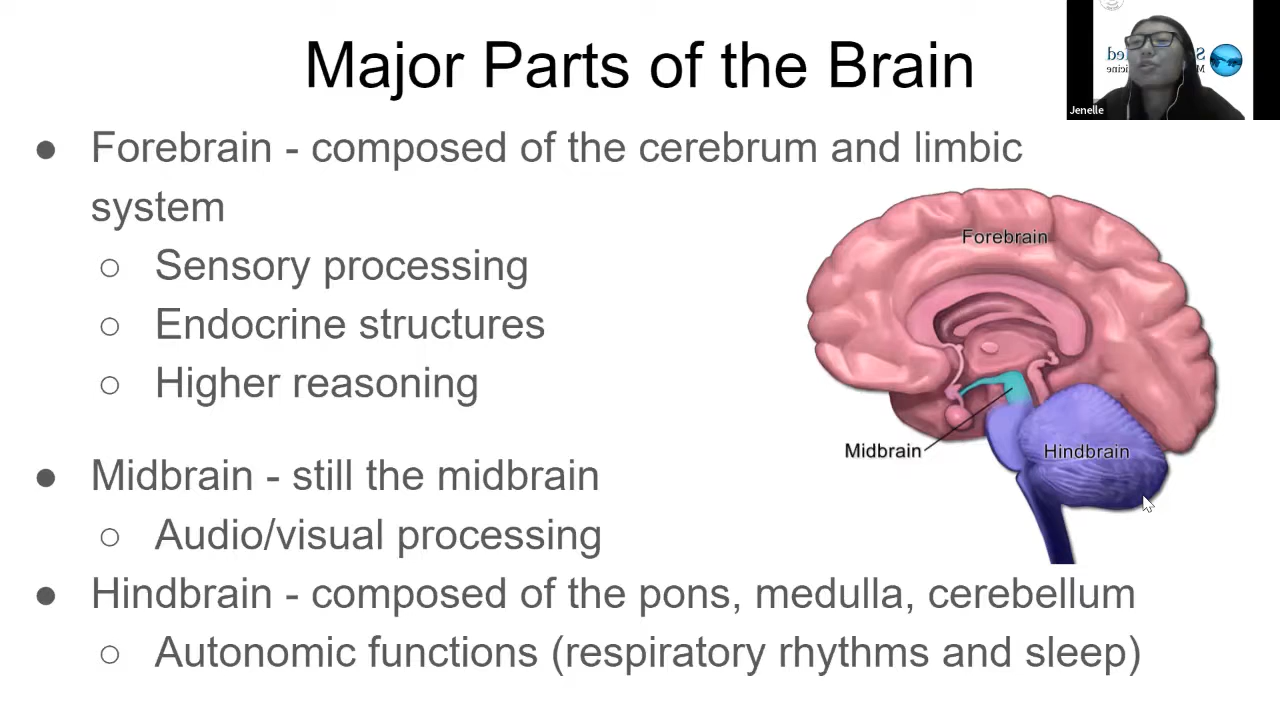 Major Parts of the Brain
Jenelle
● Forebrain - composed of the cerebrum and limbic
system
○ Sensory processing
○ Endocrine structures
○ Higher reasoning
Forebrain
Midbrain
Hindbrain
● Midbrain - still the midbrain
○ Audio/visual processing
● Hindbrain - composed of the pons, medulla, cerebellum
○ Autonomic functions (respiratory rhythms and sleep)